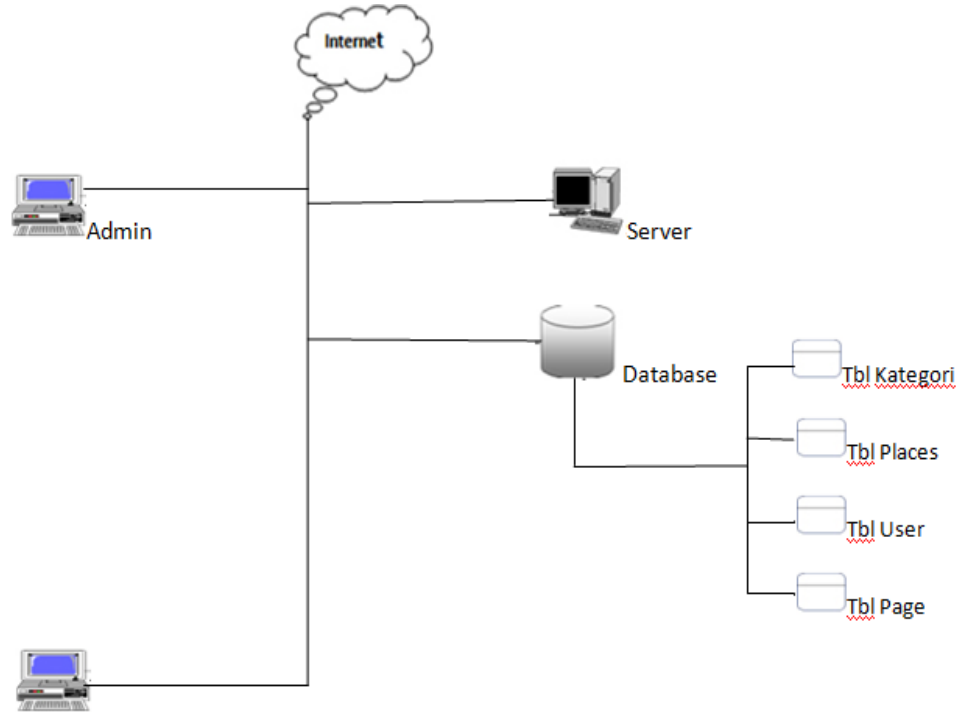 Internet
Admin
Server
Database
Tbl Kategori
Tbl Places
Tbl User
Tbl Page